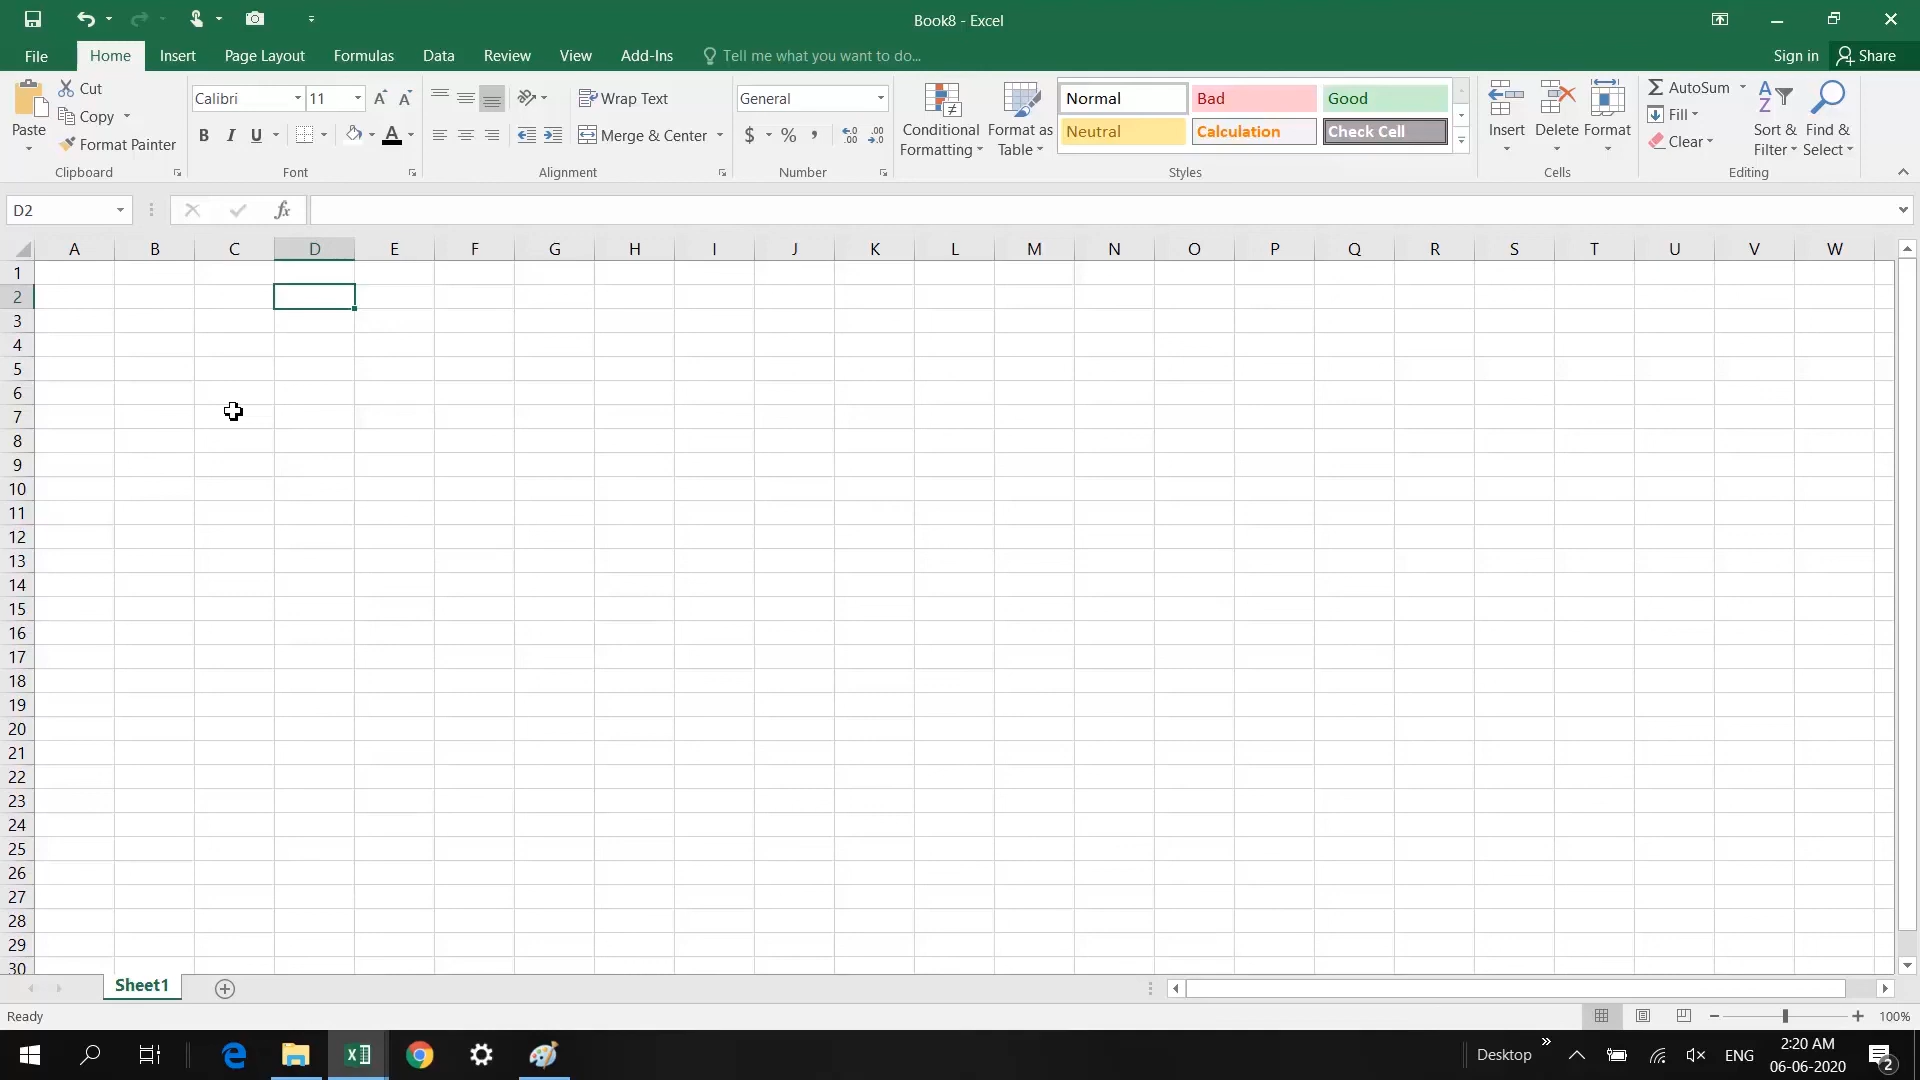 Book8 - Excel
File Home Insert Page Layout Formulas Data Review View Add-Ins Tell me what you want to do... Sign in Share
Paste
Cut
Copy
Format Painter
Clipboard
Calibri 11
B I U
Font
Wrap Text
Merge & Center
Alignment
General
$ % ,
Number
Conditional Formatting
Format as Table
Normal Bad Good
Neutral Calculation Check Cell
Styles
Insert Delete Format
Cells
AutoSum
Fill
Clear
Sort & Filter
Find & Select
Editing
D2 fx
A B C D E F G H I J K L M N O P Q R S T U V W
1
2
3
4
5
6
7
8
9
10
11
12
13
14
15
16
17
18
19
20
21
22
23
24
25
26
27
28
29
30
Sheet1
Ready 100%
Desktop ENG 2:20 AM
06-06-2020 2